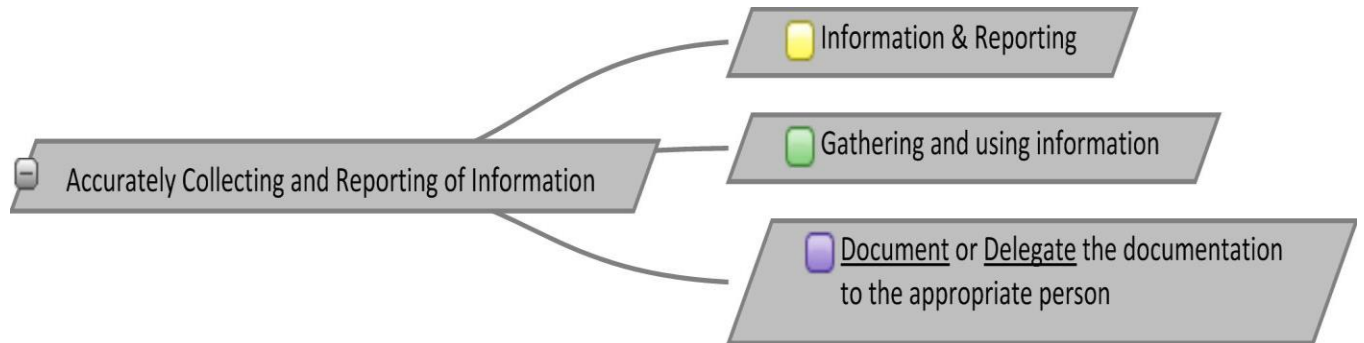 Information & Reporting
Gathering and using information
Accurately Collecting and Reporting of Information
Document or Delegate the documentation
to the appropriate person